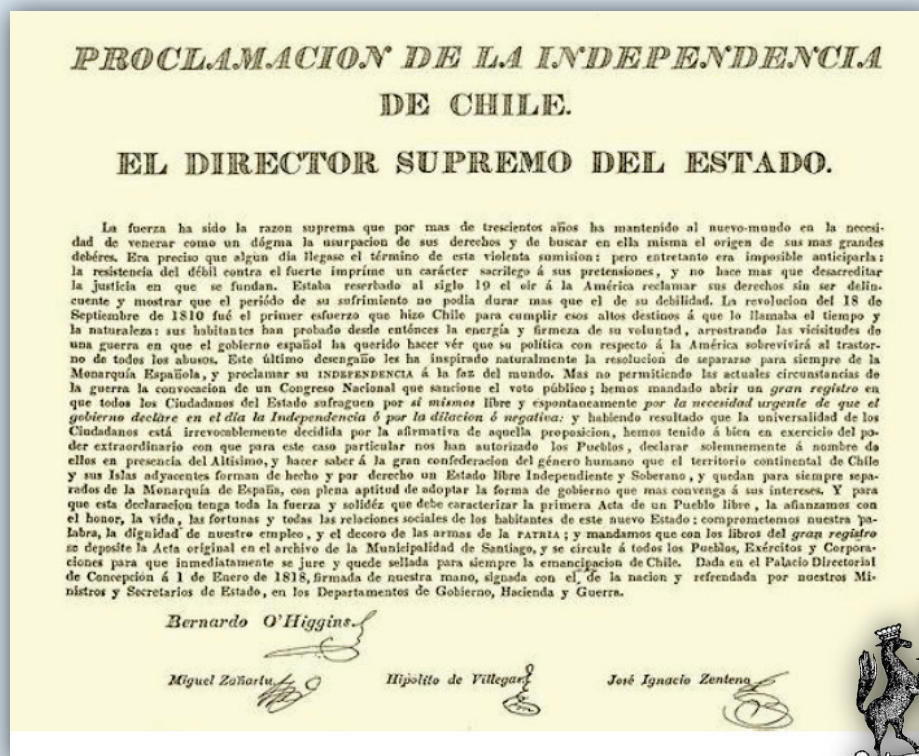 PROCLAMACION DE LA INDEPENDENCIA
DE CHILE.
EL DIRECTOR SUPREMO DEL ESTADO.
La fuerza ha sido la razon suprema que por mas de trescientos años ha mantenido al nuevo-mundo en la necesi-
dad de venerar como un dógma la usurpacion de sus derechos y de buscar en ella misma el origen de sus mas grandes
debéres. Era preciso que algun dia llegase el término de esta violenta sumision: pero entretanto era imposible anticiparla:
la resistencia del débil contra el fuerte imprime un carácter sacrilego á sus pretensiones, y no hace mas que desacreditar
la justicia en que se fundan. Estaba reserbado al siglo 19 el oir á la América reclamar sus derechos sin ser delin-
cuente y mostrar que el periódo de su sufrimiento no podia durar mas que el de su debilidad. La revolucion del 18 de
Septiembre de 1810 fué el primer esfuerzo que hizo Chile para cumplir esos altos destinos á que lo llamaba el tiempo y
la naturaleza: sus habitantes han probado desde entónces la energía y firmeza de su voluntad, arrostrando las vicisitudes de
una guerra en que el gobierno español ha querido hacer vér que su política con respecto á la América sobrevivirá al trastor-
no de todos los abusos. Este último desengaño les ha inspirado naturalmente la resolucion de separarse para siempre de la
Monarquía Española, y proclamar su INDEPENDENCIA á la faz del mundo. Mas no permitiendo las actuales circunstancias de
la guerra la convocacion de un Congreso Nacional que sancione el voto público; hemos mandado abrir un gran registro en
que todos los Ciudadanos del Estado sufraguen por sí mismos libre y espontaneamente por la necesidad urgente de que el
gobierno declare en el día la Independencia ó por la dilacion ó negativa: y habiendo resultado que la universalidad de los
Ciudadanos está irrevocablemente decidida por la afirmativa de aquella proposicion, hemos tenido á bien en exercicio del po-
der extraordinario con que para este caso particular nos han autorizado los Pueblos, declarar solemnemente á nombre de
ellos en presencia del Altísimo, y hacer saber á la gran confederacion del género humano que el territorio continental de Chile
y sus Islas adyacentes forman de hecho y por derecho un Estado libre Independiente y Soberano, y quedan para siempre sepa-
rados de la Monarquía de España, con plena aptitud de adoptar la forma de gobierno que mas convenga á sus intereses. Y para
que esta declaracion tenga toda la fuerza y solidéz que debe caracterizar la primera Acta de un Pueblo libre, la afianzamos con
el honor, la vida, las fortunas y todas las relaciones sociales de los habitantes de este nuevo Estado: comprometemos nuestra pa-
labra, la dignidad de nuestro empleo, y el decoro de las armas de la PATRIA; y mandamos que con los libros del gran registro
se deposite la Acta original en el archivo de la Municipalidad de Santiago, y se circule á todos los Pueblos, Exércitos y Corpora-
ciones para que inmediatamente se jure y quede sellada para siempre la emancipacion de Chile. Dada en el Palacio Directorial
de Concepción á 1 de Enero de 1818, firmada de nuestra mano, signada con el de la nacion y refrendada por nuestros Mi-
nistros y Secretarios de Estado, en los Departamentos de Gobierno, Hacienda y Guerra.
Bernardo O'Higgins.
Miguel Zañartu. Hipolito de Villegas José Ignacio Zenteno